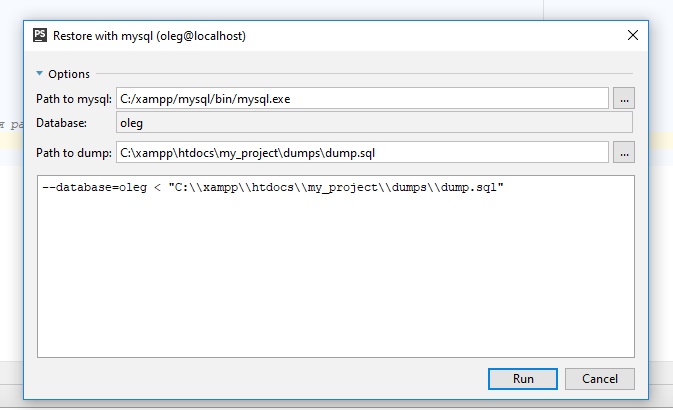 PS Restore with mysql (oleg@localhost)
Options
Path to mysql: C:/xampp/mysql/bin/mysql.exe ...
Database: oleg
Path to dump: C:\xampp\htdocs\my_project\dumps\dump.sql ...
--database=oleg < "C:\\xampp\\htdocs\\my_project\\dumps\\dump.sql"
Run Cancel